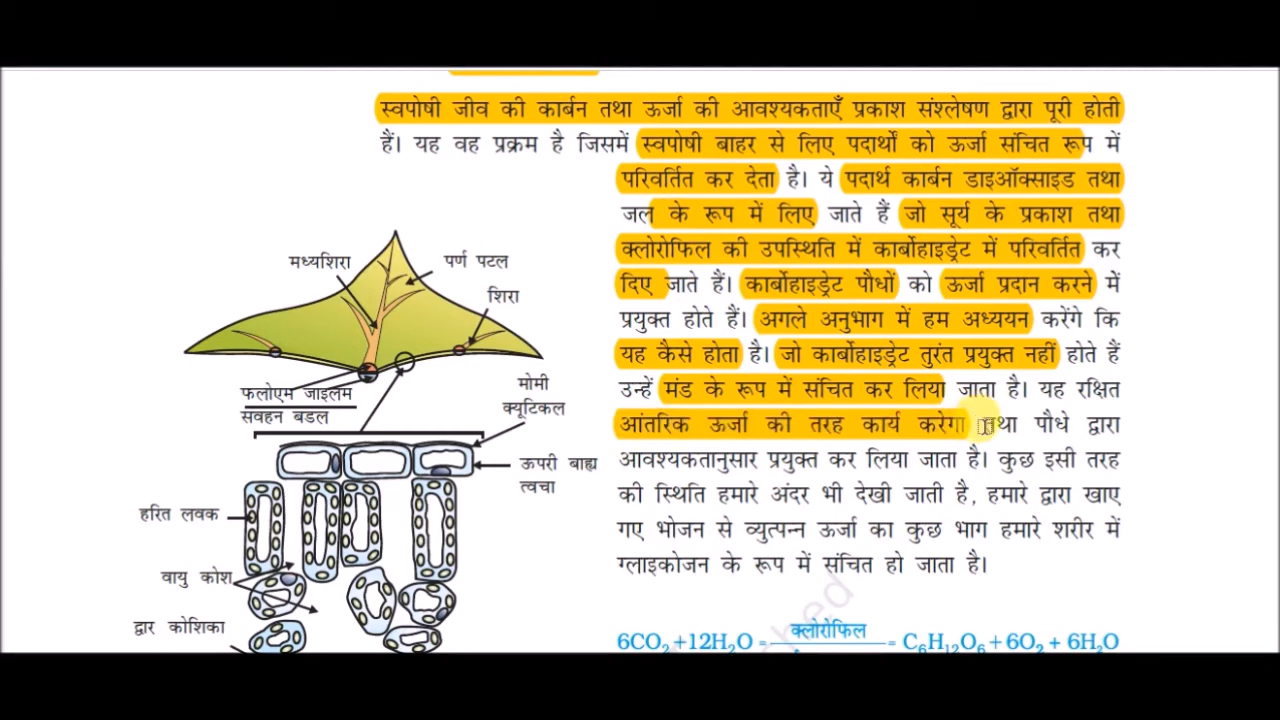 स्वपोषी जीव की कार्बन तथा ऊर्जा की आवश्यकताएँ प्रकाश संश्लेषण द्वारा पूरी होती
हैं। यह वह प्रक्रम है जिसमें स्वपोषी बाहर से लिए पदार्थों को ऊर्जा संचित रूप में
परिवर्तित कर देता है। ये पदार्थ कार्बन डाइऑक्साइड तथा
जल के रूप में लिए जाते हैं जो सूर्य के प्रकाश तथा
क्लोरोफिल की उपस्थिति में कार्बोहाइड्रेट में परिवर्तित कर
दिए जाते हैं। कार्बोहाइड्रेट पौधों को ऊर्जा प्रदान करने में
प्रयुक्त होते हैं। अगले अनुभाग में हम अध्ययन करेंगे कि
यह कैसे होता है। जो कार्बोहाइड्रेट तुरंत प्रयुक्त नहीं होते हैं
उन्हें मंड के रूप में संचित कर लिया जाता है। यह रक्षित
आंतरिक ऊर्जा की तरह कार्य करेगा तथा पौधे द्वारा
आवश्यकतानुसार प्रयुक्त कर लिया जाता है। कुछ इसी तरह
की स्थिति हमारे अंदर भी देखी जाती है, हमारे द्वारा खाए
गए भोजन से व्युत्पन्न ऊर्जा का कुछ भाग हमारे शरीर में
ग्लाइकोजन के रूप में संचित हो जाता है।
मध्यशिरा
पर्ण पटल
शिरा
फलोएम जाइलम
संवहन बंडल
मोमी
क्यूटिकल
ऊपरी बाह्य
त्वचा
हरित लवक
वायु कोश
द्वार कोशिका
क्लोरोफिल
6CO₂ +12H₂O = = C₆H₁₂O₆ + 6O₂ + 6H₂O